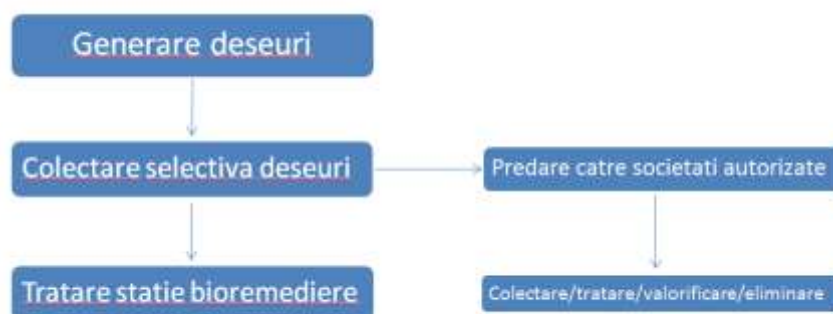 Generare deseuri
Colectare selectiva deseuri
Predare catre societati autorizate
Tratare statie bioremediere
Colectare/tratare/valorificare/eliminare